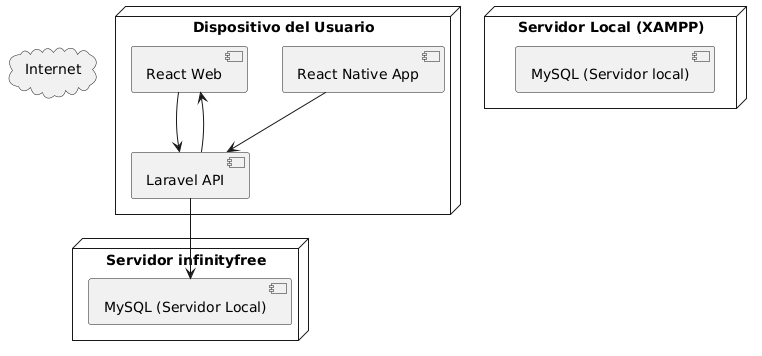 Dispositivo del Usuario
Servidor Local (XAMPP)
Internet
React Web
React Native App
MySQL (Servidor local)
Laravel API
Servidor infinityfree
MySQL (Servidor Local)